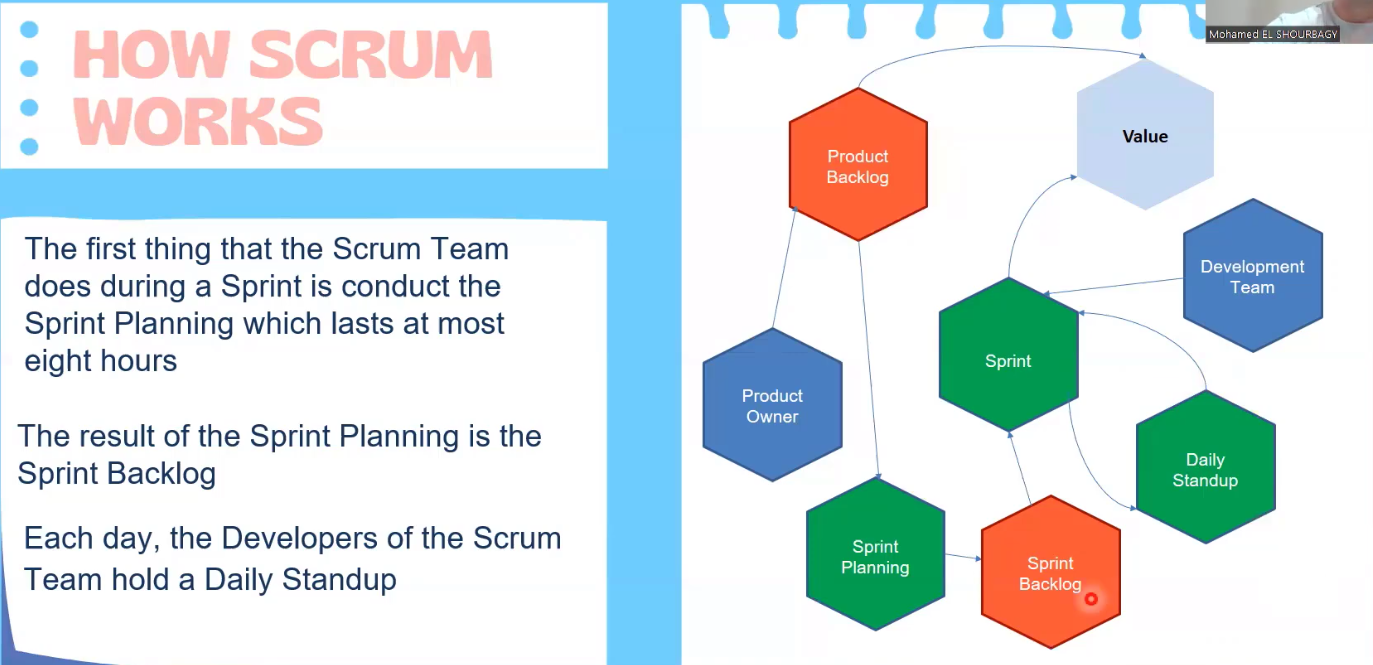 HOW SCRUM
WORKS
The first thing that the Scrum Team
does during a Sprint is conduct the
Sprint Planning which lasts at most
eight hours
The result of the Sprint Planning is the
Sprint Backlog
Each day, the Developers of the Scrum
Team hold a Daily Standup
Mohamed EL SHOURBAGY
Value
Product
Backlog
Development
Team
Sprint
Product
Owner
Daily
Standup
Sprint
Planning
Sprint
Backlog